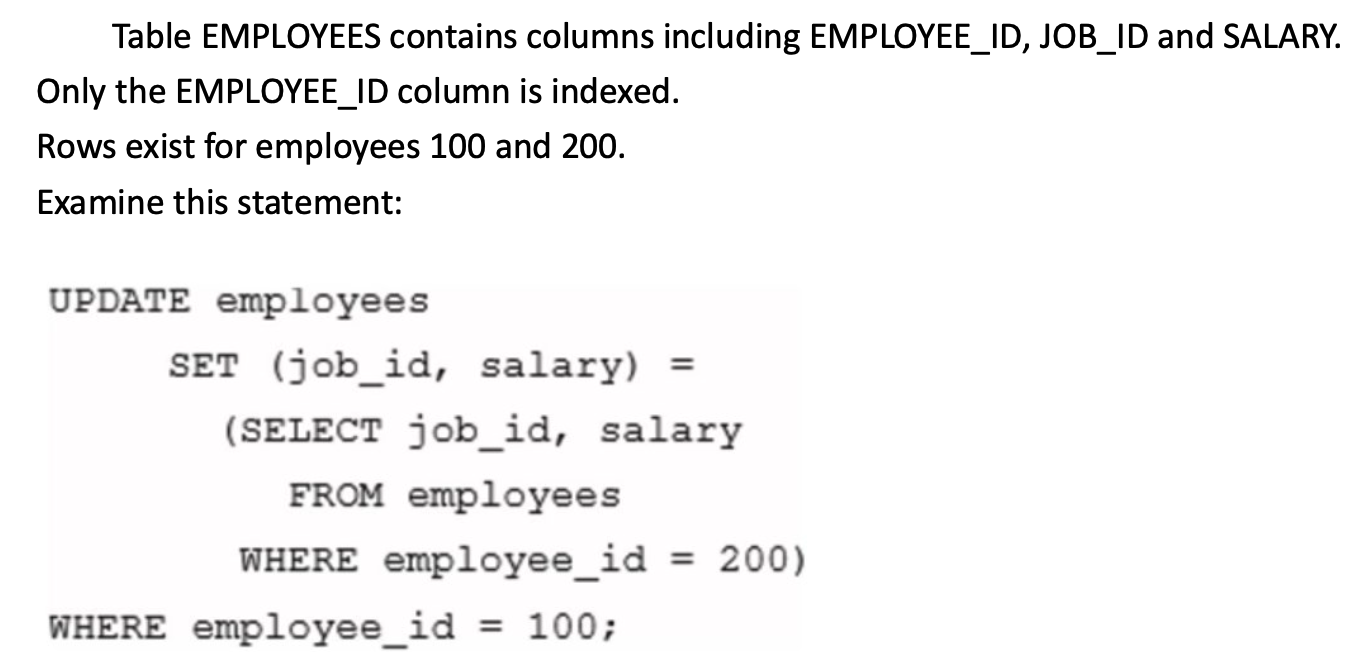 Table EMPLOYEES contains columns including EMPLOYEE_ID, JOB_ID and SALARY.
Only the EMPLOYEE_ID column is indexed.
Rows exist for employees 100 and 200.
Examine this statement:
UPDATE employees
SET (job_id, salary) =
(SELECT job_id, salary
FROM employees
WHERE employee_id = 200)
WHERE employee_id = 100;